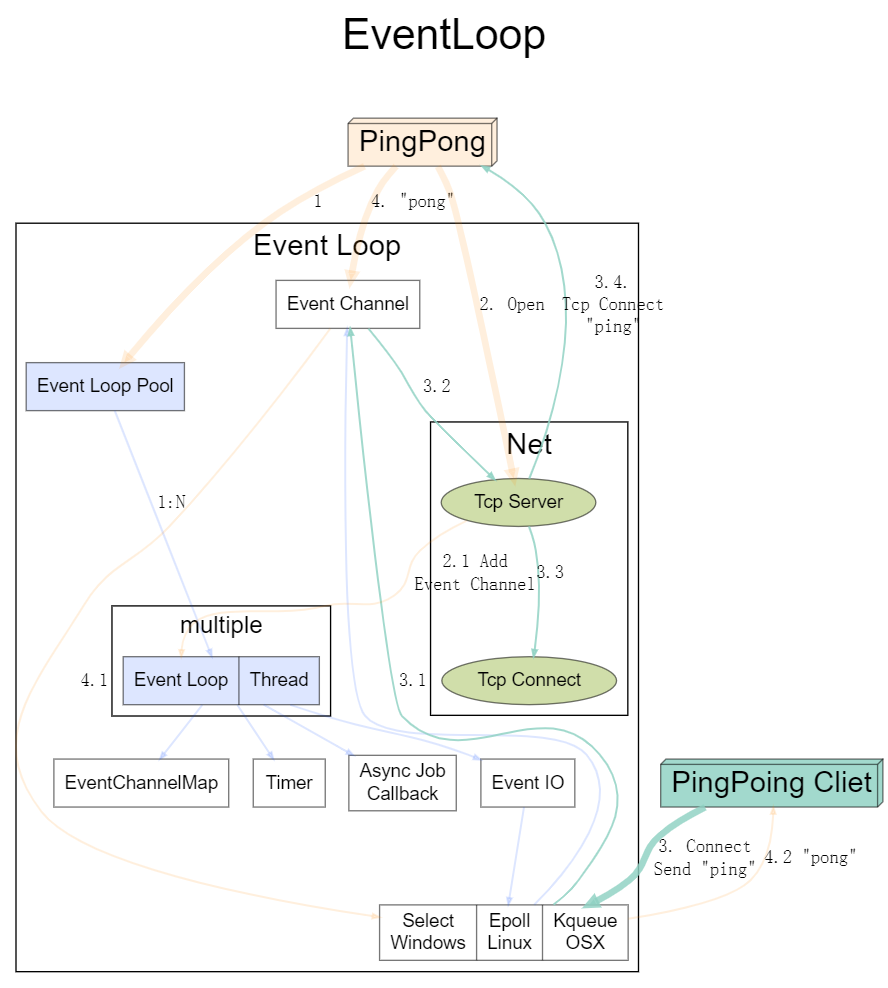 EventLoop
PingPong
1
4. "pong"
Event Loop
Event Channel
2. Open
3.4.
Tcp Connect
"ping"
Event Loop Pool
3.2
Net
Tcp Server
1:N
2.1 Add
Event Channel
3.3
multiple
Event Loop
Thread
4.1
3.1
Tcp Connect
EventChannelMap
Timer
Async Job
Callback
Event IO
PingPoing Cliet
3. Connect
Send "ping"
4.2 "pong"
Select
Windows
Epoll
Linux
Kqueue
OSX